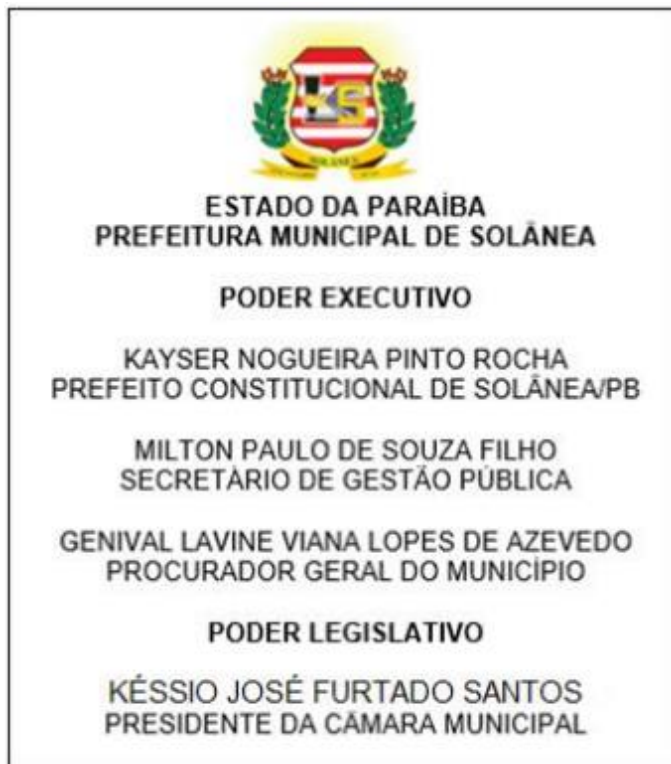 SOLÂNEA
ESTADO DA PARAÍBA
PREFEITURA MUNICIPAL DE SOLÂNEA
PODER EXECUTIVO
KAYSER NOGUEIRA PINTO ROCHA
PREFEITO CONSTITUCIONAL DE SOLÂNEA/PB
MILTON PAULO DE SOUZA FILHO
SECRETÁRIO DE GESTÃO PÚBLICA
GENIVAL LAVINE VIANA LOPES DE AZEVEDO
PROCURADOR GERAL DO MUNICÍPIO
PODER LEGISLATIVO
KÉSSIO JOSÉ FURTADO SANTOS
PRESIDENTE DA CÂMARA MUNICIPAL